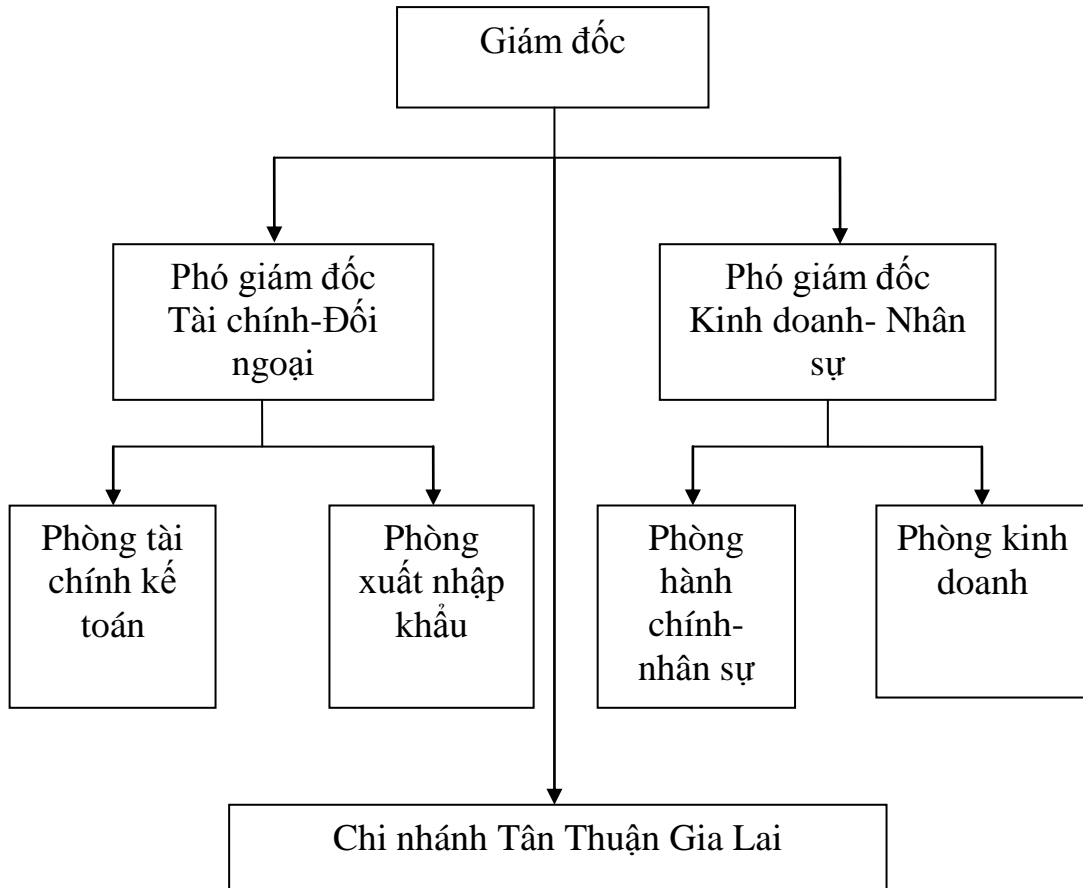 Giám đốc
Phó giám đốc
Tài chính-Đối
ngoại
Phó giám đốc
Kinh doanh- Nhân
sự
Phòng tài
chính kế
toán
Phòng
xuất nhập
khẩu
Phòng
hành
chính-
nhân sự
Phòng kinh
doanh
Chi nhánh Tân Thuận Gia Lai